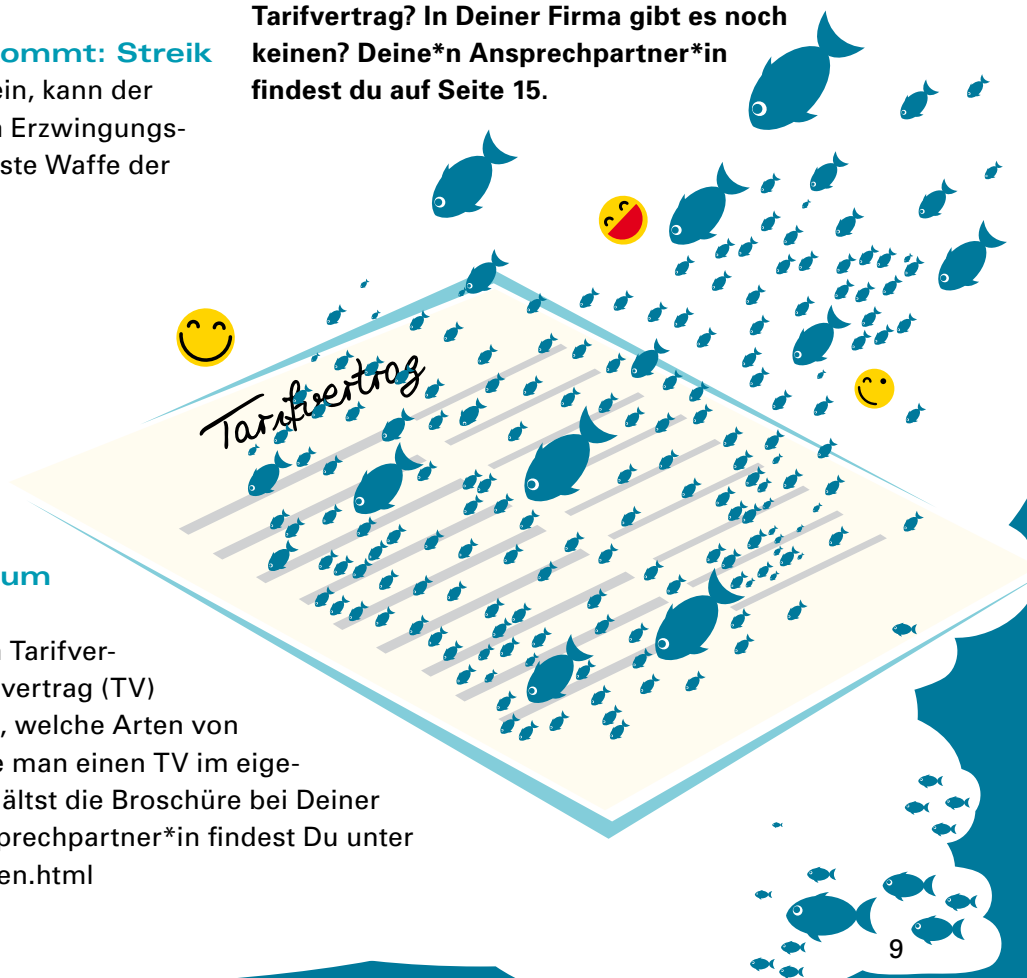 ommt: Streik
ein, kann der
n Erzwingungs-
ste Waffe der
Tarifvertrag? In Deiner Firma gibt es noch
keinen? Deine*n Ansprechpartner*in
findest du auf Seite 15.
Tarifvertrag
um
n Tarifver-
vertrag (TV)
, welche Arten von
e man einen TV im eige-
ältst die Broschüre bei Deiner
sprechpartner*in findest Du unter
en.html
9